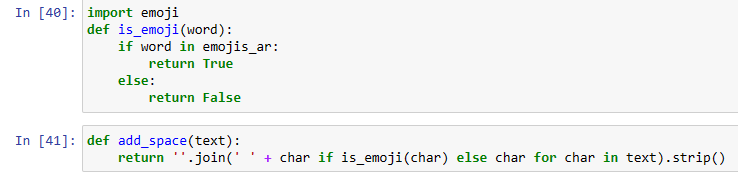 In [40]: import emoji
def is_emoji(word):
    if word in emojis_ar:
        return True
    else:
        return False
In [41]: def add_space(text):
    return ''.join(' ' + char if is_emoji(char) else char for char in text).strip()